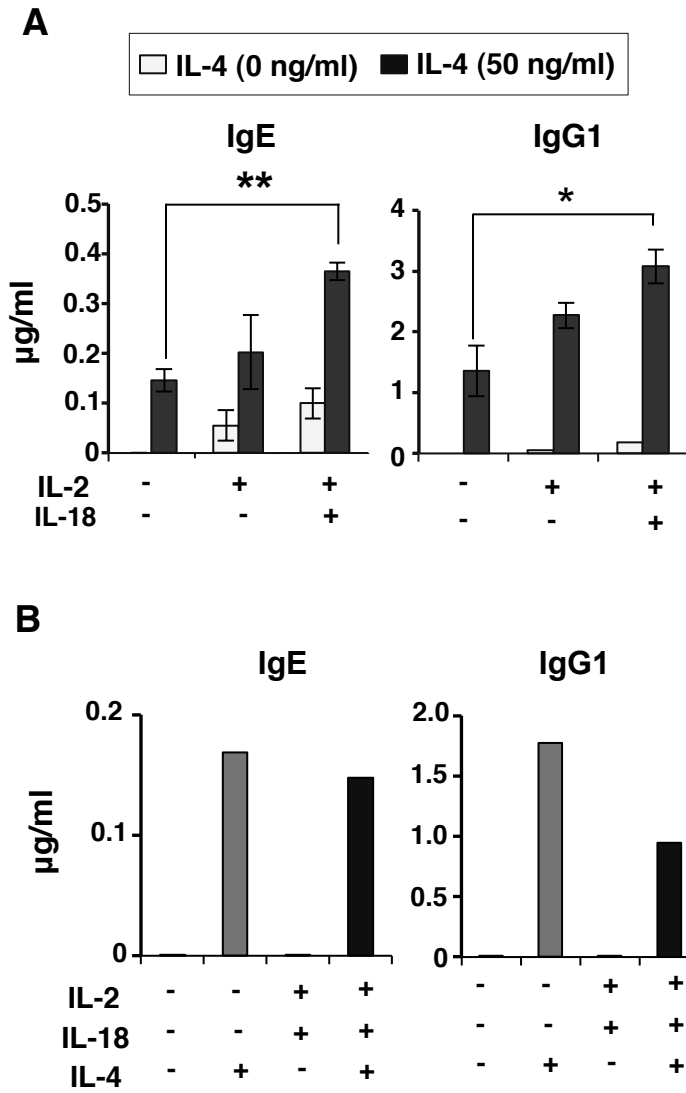 A
IL-4 (0 ng/ml) IL-4 (50 ng/ml)
IgE IgG1
** *
0.5 4
0.4
0.3 3
0.2 2
0.1 1
0 0
µg/ml
IL-2 - + + - + +
IL-18 - - + - - +
B
IgE IgG1
0.2 2.0
1.5
0.1 1.0
0.5
0 0
µg/ml
IL-2 - - + + - - + +
IL-18 - - + + - - + +
IL-4 - + - + - + - +